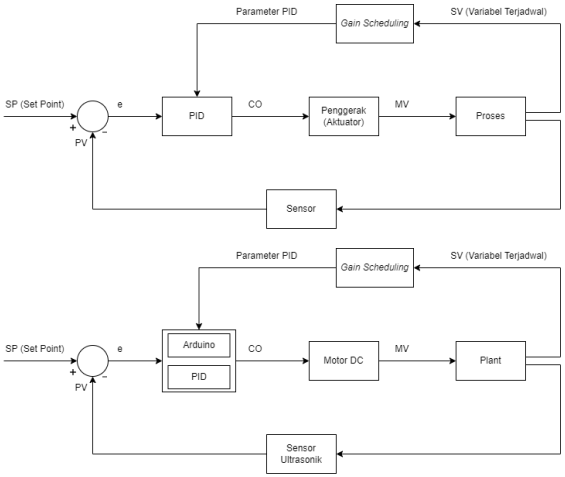 Parameter PID
Gain Scheduling
SV (Variabel Terjadwal)
SP (Set Point)
e
PID
CO
Penggerak
(Aktuator)
MV
Proses
+
−
PV
Sensor
Parameter PID
Gain Scheduling
SV (Variabel Terjadwal)
SP (Set Point)
e
Arduino
PID
CO
Motor DC
MV
Plant
+
−
PV
Sensor
Ultrasonik